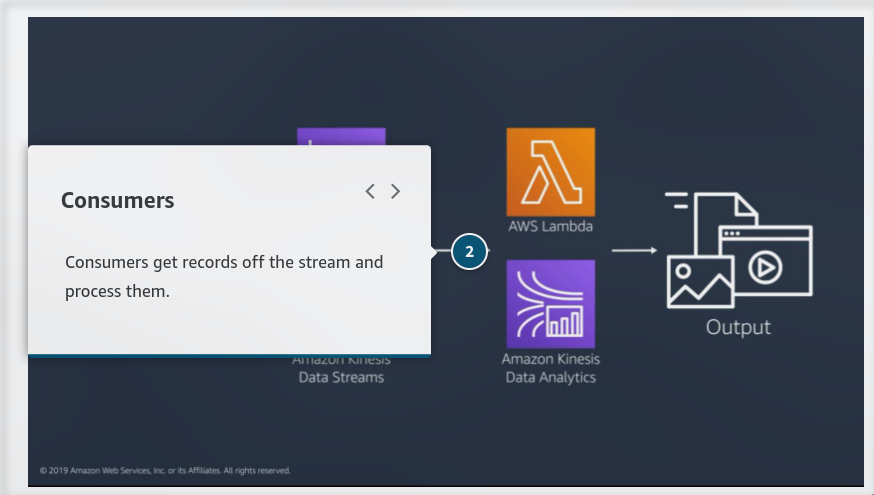 Consumers
Consumers get records off the stream and
process them.
2
AWS Lambda
Output
Amazon Kinesis
Data Streams
Amazon Kinesis
Data Analytics
© 2019 Amazon Web Services, Inc. or its Affiliates. All rights reserved.